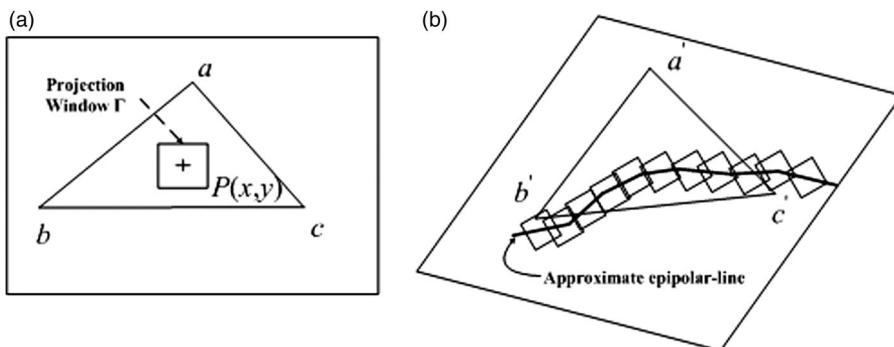 (a)
Projection
Window Γ
a
P(x,y)
b
c
(b)
a'
b'
c'
Approximate epipolar-line